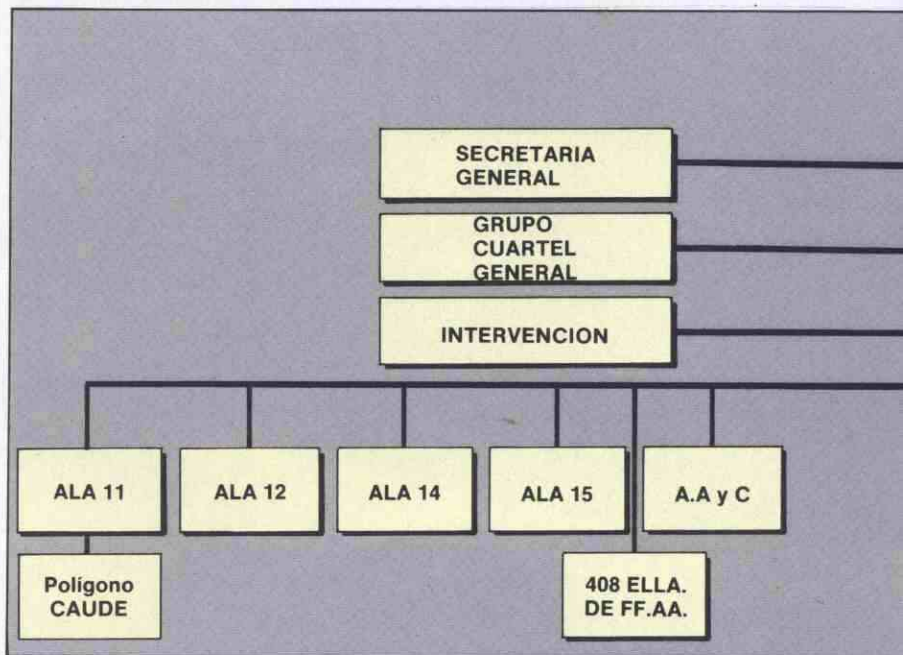 SECRETARIA
GENERAL
GRUPO
CUARTEL
GENERAL
INTERVENCION
ALA 11
ALA 12
ALA 14
ALA 15
A.A y C
Polígono
CAUDE
408 ELLA.
DE FF.AA.